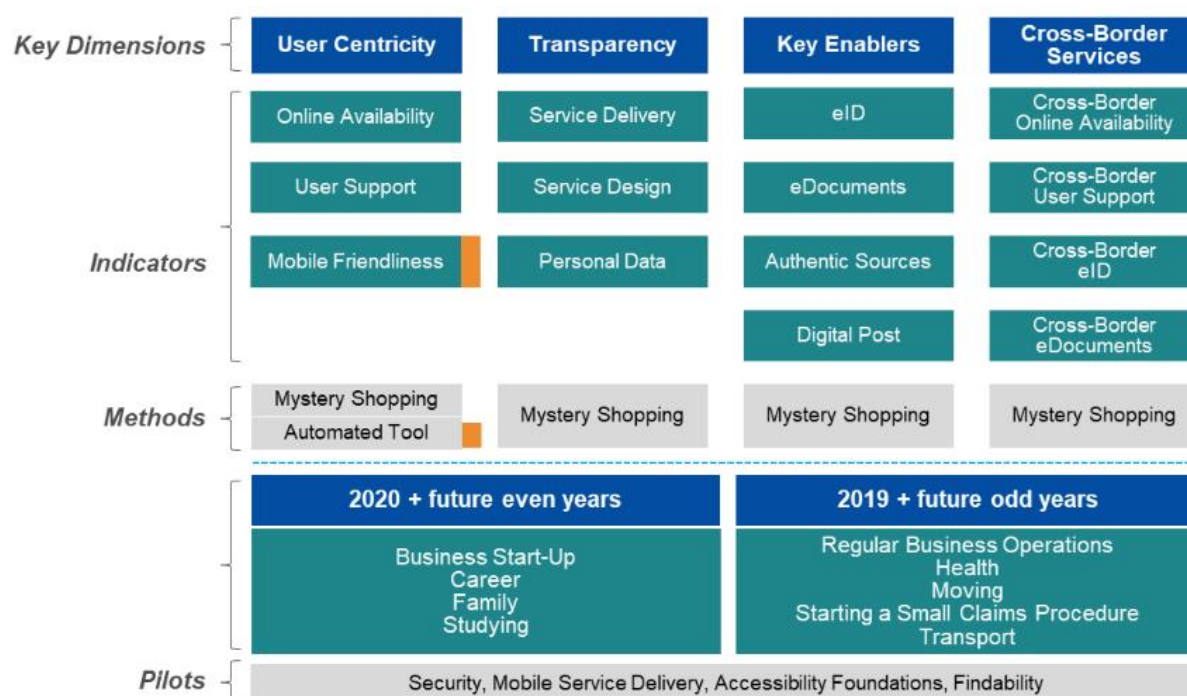 Key Dimensions
User Centricity
Transparency
Key Enablers
Cross-Border
Services
Indicators
Online Availability
Service Delivery
eID
Cross-Border
Online Availability
User Support
Service Design
eDocuments
Cross-Border
User Support
Mobile Friendliness
Personal Data
Authentic Sources
Cross-Border
eID
Digital Post
Cross-Border
eDocuments
Methods
Mystery Shopping
Automated Tool
Mystery Shopping
Mystery Shopping
Mystery Shopping
2020 + future even years
Business Start-Up
Career
Family
Studying
2019 + future odd years
Regular Business Operations
Health
Moving
Starting a Small Claims Procedure
Transport
Pilots
Security, Mobile Service Delivery, Accessibility Foundations, Findability